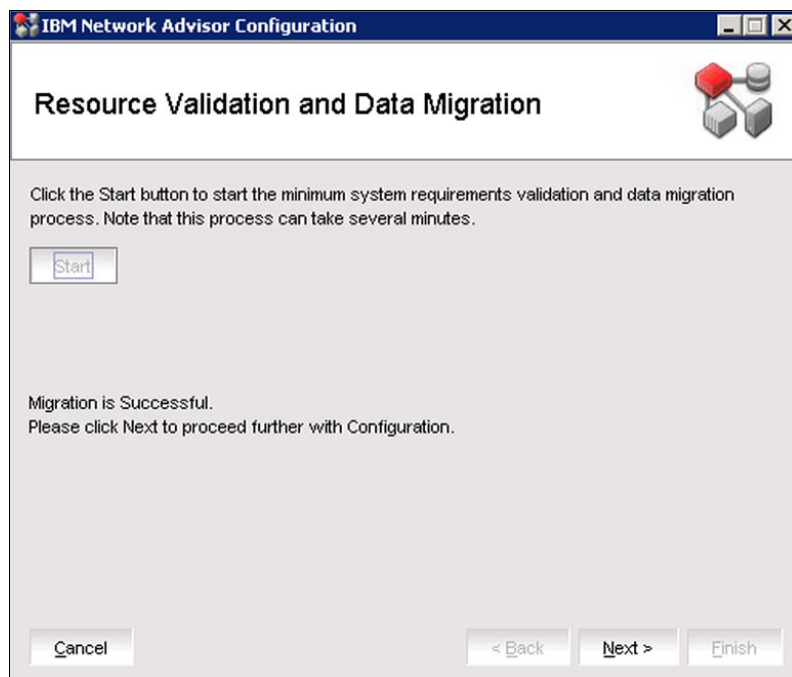 IBM Network Advisor Configuration
Resource Validation and Data Migration
Click the Start button to start the minimum system requirements validation and data migration
process. Note that this process can take several minutes.
Start
Migration is Successful.
Please click Next to proceed further with Configuration.
Cancel
< Back
Next >
Finish